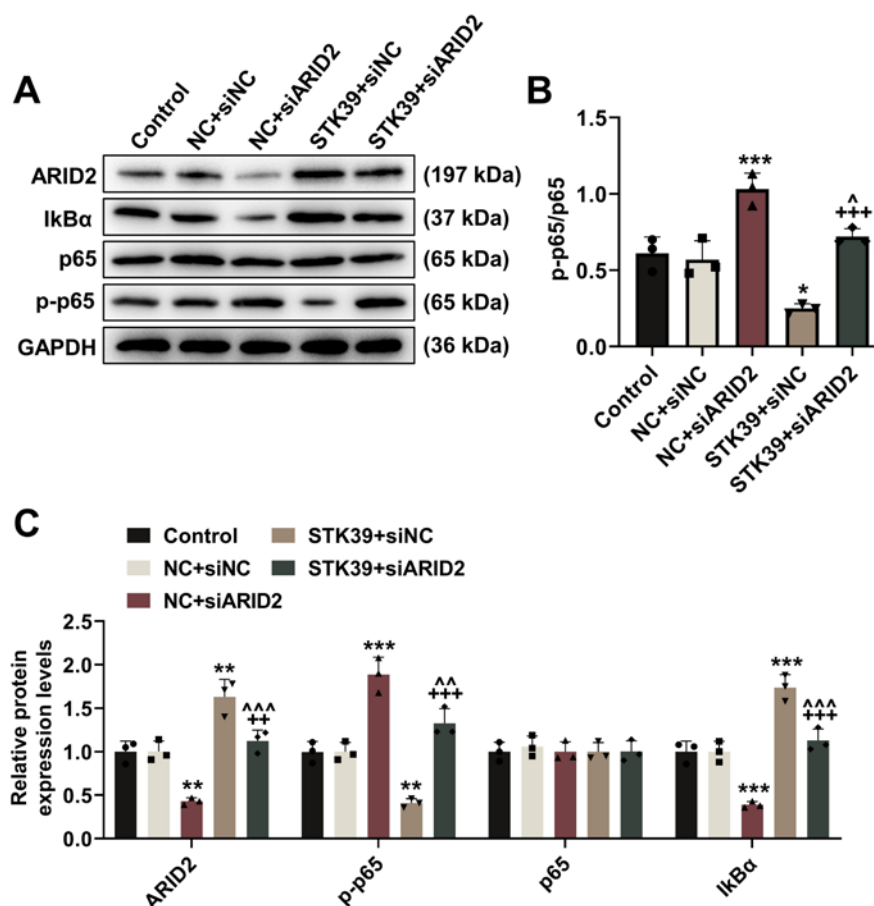 A
Control
NC+siNC
NC+siARID2
STK39+siNC
STK39+siARID2
ARID2 (197 kDa)
IkBα (37 kDa)
p65 (65 kDa)
p-p65 (65 kDa)
GAPDH (36 kDa)
B
p-p65/p65
1.5
1.0
0.5
0.0
***
*
^
+++
Control
NC+siNC
NC+siARID2
STK39+siNC
STK39+siARID2
C
Control STK39+siNC
NC+siNC STK39+siARID2
NC+siARID2
Relative protein
expression levels
2.5
2.0
1.5
1.0
0.5
0.0
**
**
^^^
++
***
**
^^
+++
***
***
^^^
+++
ARID2
p-p65
p65
IkBα